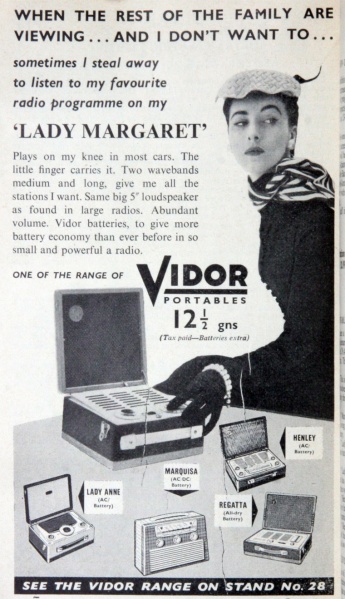 WHEN THE REST OF THE FAMILY ARE
VIEWING...AND I DON'T WANT TO...
sometimes I steal away
to listen to my favourite
radio programme on my
'LADY MARGARET'
Plays on my knee in most cars. The
little finger carries it. Two wavebands
medium and long, give me all the
stations I want. Same big 5" loudspeaker
as found in large radios. Abundant
volume. Vidor batteries, to give more
battery economy than ever before in so
small and powerful a radio.
ONE OF THE RANGE OF
VIDOR
PORTABLES
12½ gns
(Tax paid—Batteries extra)
HENLEY
(AC/
Battery)
MARQUISA
(AC-DC/
Battery)
LADY ANNE
(AC/
Battery)
REGATTA
(All-dry
Battery)
SEE THE VIDOR RANGE ON STAND No. 28